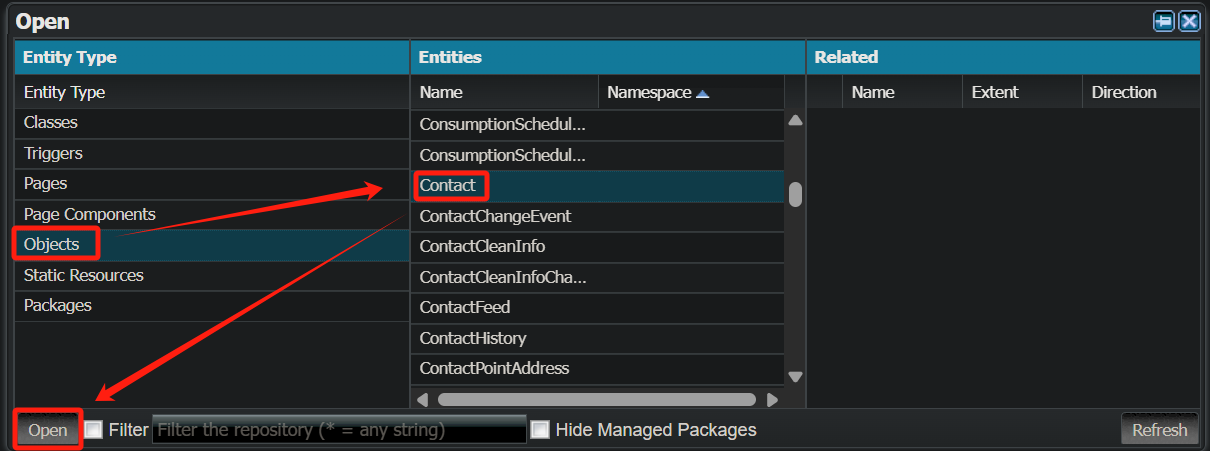 Open
Entity Type
Entities
Related
Entity Type
Name
Namespace
Name
Extent
Direction
Classes
Triggers
Pages
Page Components
Objects
Static Resources
Packages
ConsumptionSchedul...
ConsumptionSchedul...
Contact
ContactChangeEvent
ContactCleanInfo
ContactCleanInfoCha...
ContactFeed
ContactHistory
ContactPointAddress
Open
Filter
Filter the repository (* = any string)
Hide Managed Packages
Refresh